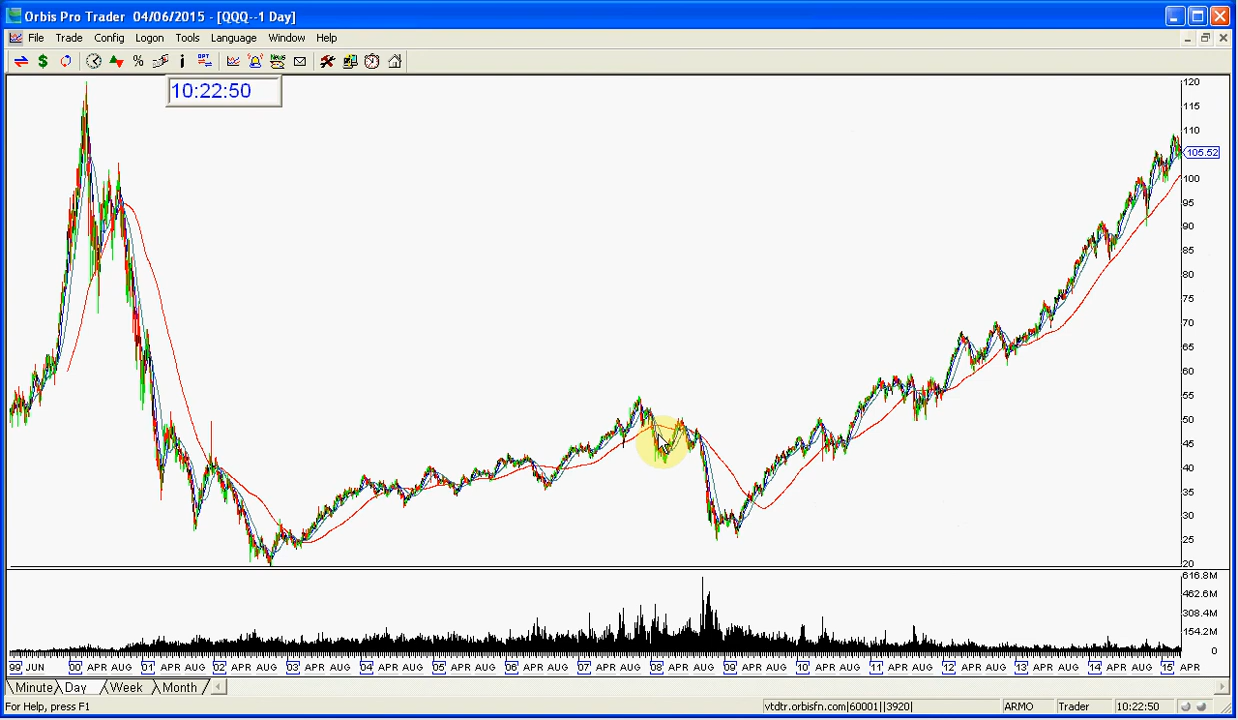 Orbis Pro Trader 04/06/2015 - [QQQ--1 Day]
File Trade Config Logon Tools Language Window Help
$ % i OPT News
10:22:50
120
115
110
105.52
100
95
90
85
80
75
70
65
60
55
50
45
40
35
30
25
20
616.8M
462.6M
308.4M
154.2M
0
99 JUN 00 APR AUG 01 APR AUG 02 APR AUG 03 APR AUG 04 APR AUG 05 APR AUG 06 APR AUG 07 APR AUG 08 APR AUG 09 APR AUG 10 APR AUG 11 APR AUG 12 APR AUG 13 APR AUG 14 APR AUG 15 APR
Minute Day Week Month
For Help, press F1 vtdtr.orbisfn.com|60001||3920| ARMO Trader 10:22:50